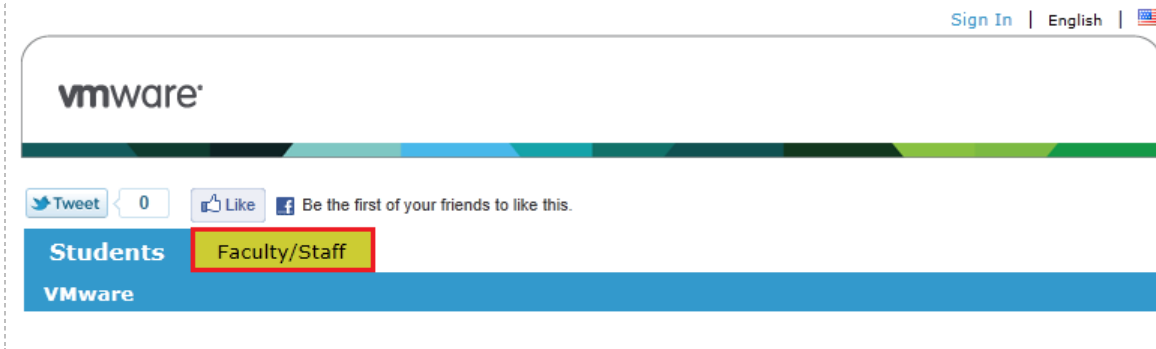 Sign In | English |
vmware
Tweet 0 Like Be the first of your friends to like this.
Students Faculty/Staff
VMware